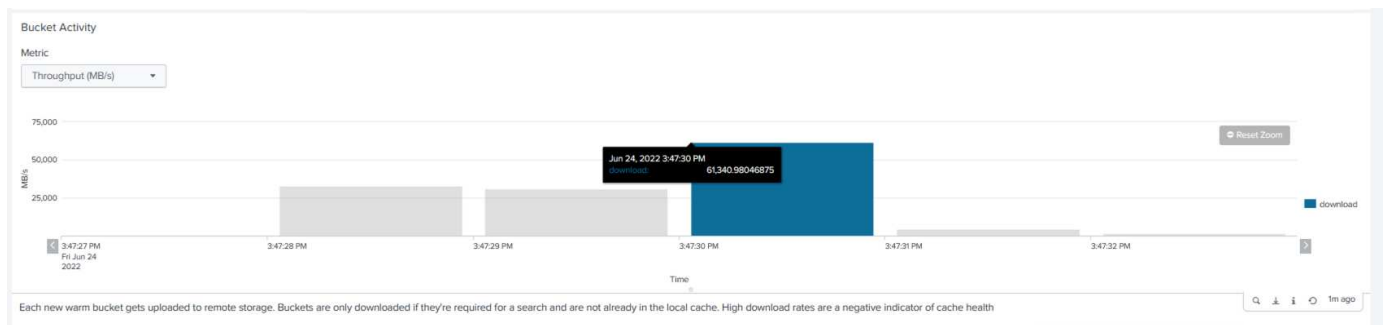 Bucket Activity
Metric
Throughput (MB/s)
75,000
Reset Zoom
Jun 24, 2022 3:47:30 PM
download: 61,340.98046875
50,000
MB/s
25,000
download
3:47:27 PM 3:47:28 PM 3:47:29 PM 3:47:30 PM 3:47:31 PM 3:47:32 PM
Fri Jun 24
2022
Time
Each new warm bucket gets uploaded to remote storage. Buckets are only downloaded if they're required for a search and are not already in the local cache. High download rates are a negative indicator of cache health
1m ago